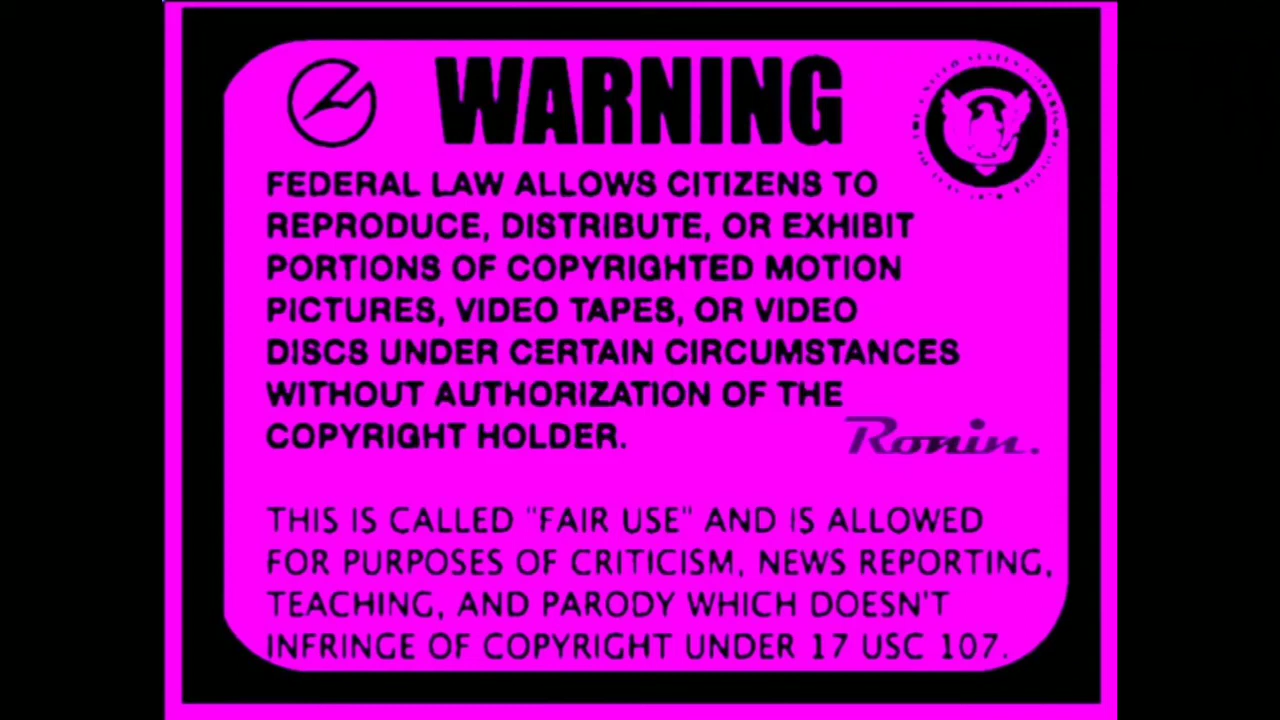 WARNING
FEDERAL LAW ALLOWS CITIZENS TO
REPRODUCE, DISTRIBUTE, OR EXHIBIT
PORTIONS OF COPYRIGHTED MOTION
PICTURES, VIDEO TAPES, OR VIDEO
DISCS UNDER CERTAIN CIRCUMSTANCES
WITHOUT AUTHORIZATION OF THE
COPYRIGHT HOLDER.
Ronin.
THIS IS CALLED "FAIR USE" AND IS ALLOWED
FOR PURPOSES OF CRITICISM, NEWS REPORTING,
TEACHING, AND PARODY WHICH DOESN'T
INFRINGE OF COPYRIGHT UNDER 17 USC 107.